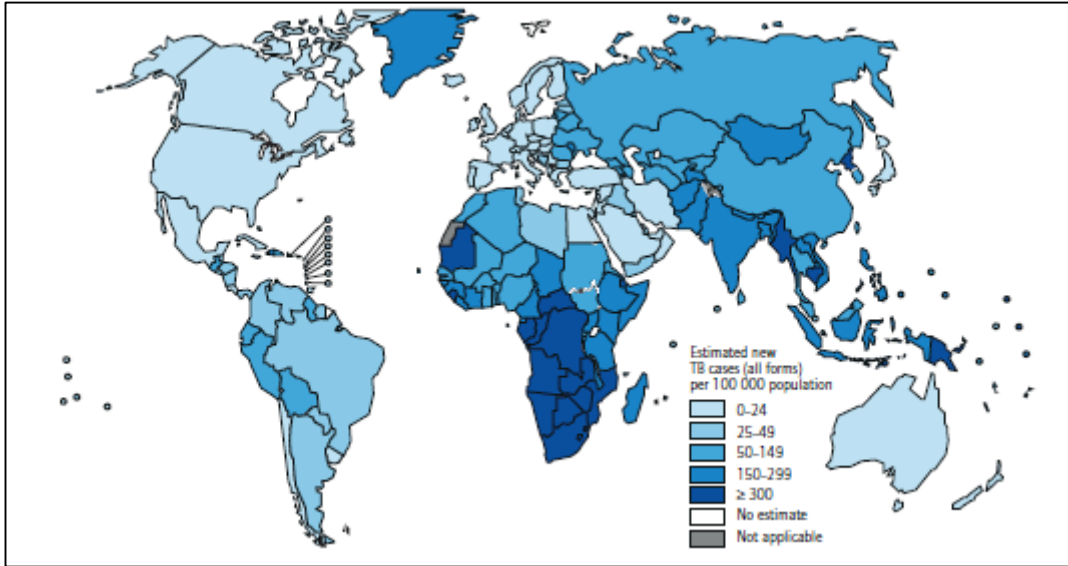 Estimated new
TB cases (all forms)
per 100 000 population
0–24
25–49
50–149
150–299
≥ 300
No estimate
Not applicable